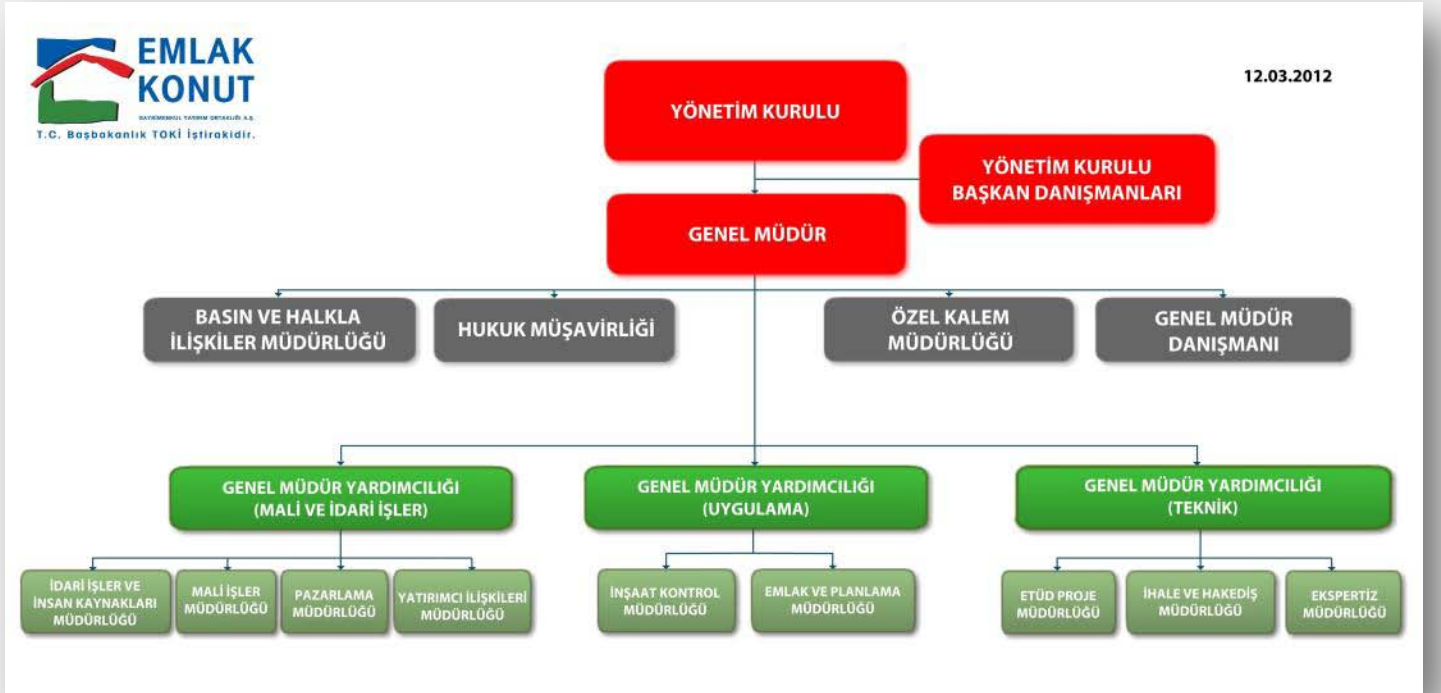 EMLAK
KONUT
GAYRİMENKUL YATIRIM ORTAKLIĞI A.Ş.
T.C. Başbakanlık TOKİ İştirakidir.
12.03.2012
YÖNETİM KURULU
YÖNETİM KURULU
BAŞKAN DANIŞMANLARI
GENEL MÜDÜR
BASIN VE HALKLA
İLİŞKİLER MÜDÜRLÜĞÜ
HUKUK MÜŞAVİRLİĞİ
ÖZEL KALEM
MÜDÜRLÜĞÜ
GENEL MÜDÜR
DANIŞMANI
GENEL MÜDÜR YARDIMCILIĞI
(MALİ VE İDARİ İŞLER)
GENEL MÜDÜR YARDIMCILIĞI
(UYGULAMA)
GENEL MÜDÜR YARDIMCILIĞI
(TEKNİK)
İDARİ İŞLER VE
İNSAN KAYNAKLARI
MÜDÜRLÜĞÜ
MALİ İŞLER
MÜDÜRLÜĞÜ
PAZARLAMA
MÜDÜRLÜĞÜ
YATIRIMCI İLİŞKİLERİ
MÜDÜRLÜĞÜ
İNŞAAT KONTROL
MÜDÜRLÜĞÜ
EMLAK VE PLANLAMA
MÜDÜRLÜĞÜ
ETÜD PROJE
MÜDÜRLÜĞÜ
İHALE VE HAKEDİŞ
MÜDÜRLÜĞÜ
EKSPERTİZ
MÜDÜRLÜĞÜ